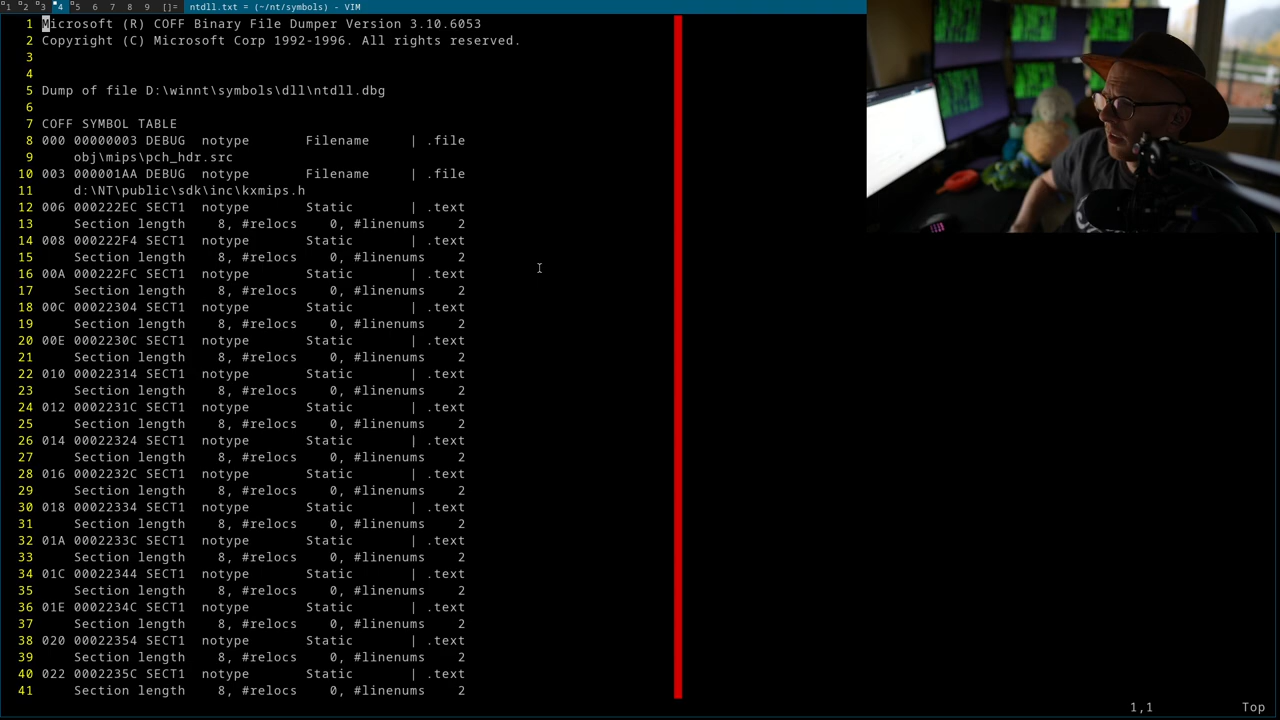 1 2 3 4 5 6 7 8 9 []= ntdll.txt = (~/nt/symbols) - VIM
1 Microsoft (R) COFF Binary File Dumper Version 3.10.6053
2 Copyright (C) Microsoft Corp 1992-1996. All rights reserved.
3
4
5 Dump of file D:\winnt\symbols\dll\ntdll.dbg
6
7 COFF SYMBOL TABLE
8 000 00000003 DEBUG  notype       Filename     | .file
9     obj\mips\pch_hdr.src
10 003 000001AA DEBUG  notype       Filename     | .file
11     d:\NT\public\sdk\inc\kxmips.h
12 006 000222EC SECT1  notype       Static       | .text
13     Section length    8, #relocs    0, #linenums    2
14 008 000222F4 SECT1  notype       Static       | .text
15     Section length    8, #relocs    0, #linenums    2
16 00A 000222FC SECT1  notype       Static       | .text
17     Section length    8, #relocs    0, #linenums    2
18 00C 00022304 SECT1  notype       Static       | .text
19     Section length    8, #relocs    0, #linenums    2
20 00E 0002230C SECT1  notype       Static       | .text
21     Section length    8, #relocs    0, #linenums    2
22 010 00022314 SECT1  notype       Static       | .text
23     Section length    8, #relocs    0, #linenums    2
24 012 0002231C SECT1  notype       Static       | .text
25     Section length    8, #relocs    0, #linenums    2
26 014 00022324 SECT1  notype       Static       | .text
27     Section length    8, #relocs    0, #linenums    2
28 016 0002232C SECT1  notype       Static       | .text
29     Section length    8, #relocs    0, #linenums    2
30 018 00022334 SECT1  notype       Static       | .text
31     Section length    8, #relocs    0, #linenums    2
32 01A 0002233C SECT1  notype       Static       | .text
33     Section length    8, #relocs    0, #linenums    2
34 01C 00022344 SECT1  notype       Static       | .text
35     Section length    8, #relocs    0, #linenums    2
36 01E 0002234C SECT1  notype       Static       | .text
37     Section length    8, #relocs    0, #linenums    2
38 020 00022354 SECT1  notype       Static       | .text
39     Section length    8, #relocs    0, #linenums    2
40 022 0002235C SECT1  notype       Static       | .text
41     Section length    8, #relocs    0, #linenums    2
1,1 Top